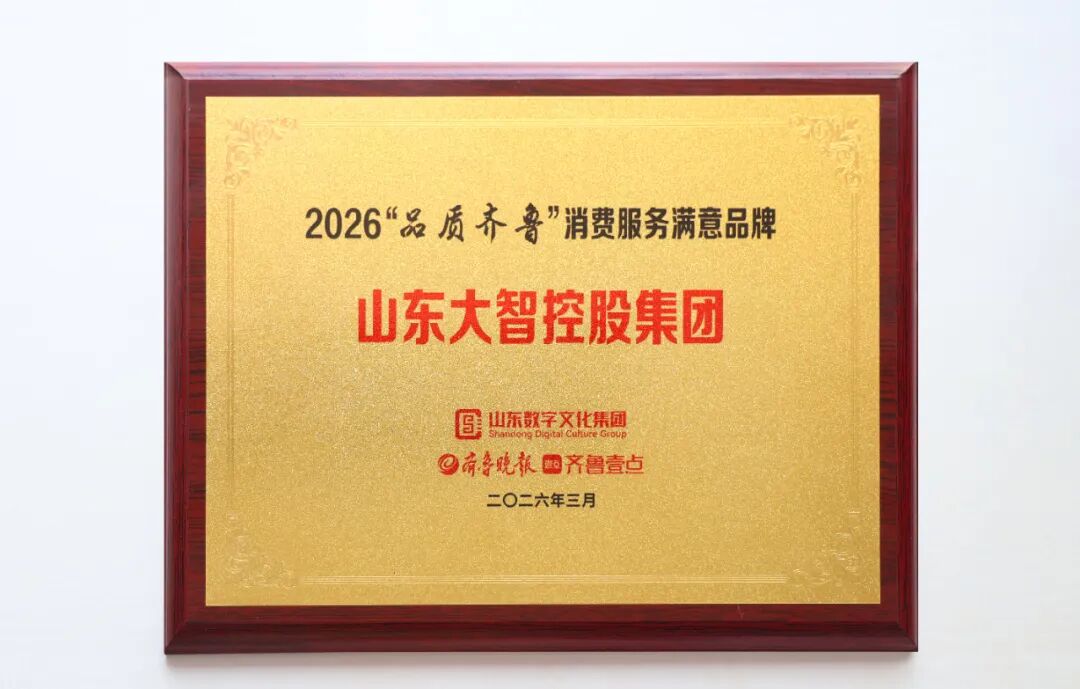 2026“品质齐鲁”消费服务满意品牌
山东大智控股集团
山东数字文化集团
Shandong Digital Culture Group
齐鲁晚报 齐鲁壹点
二〇二六年三月